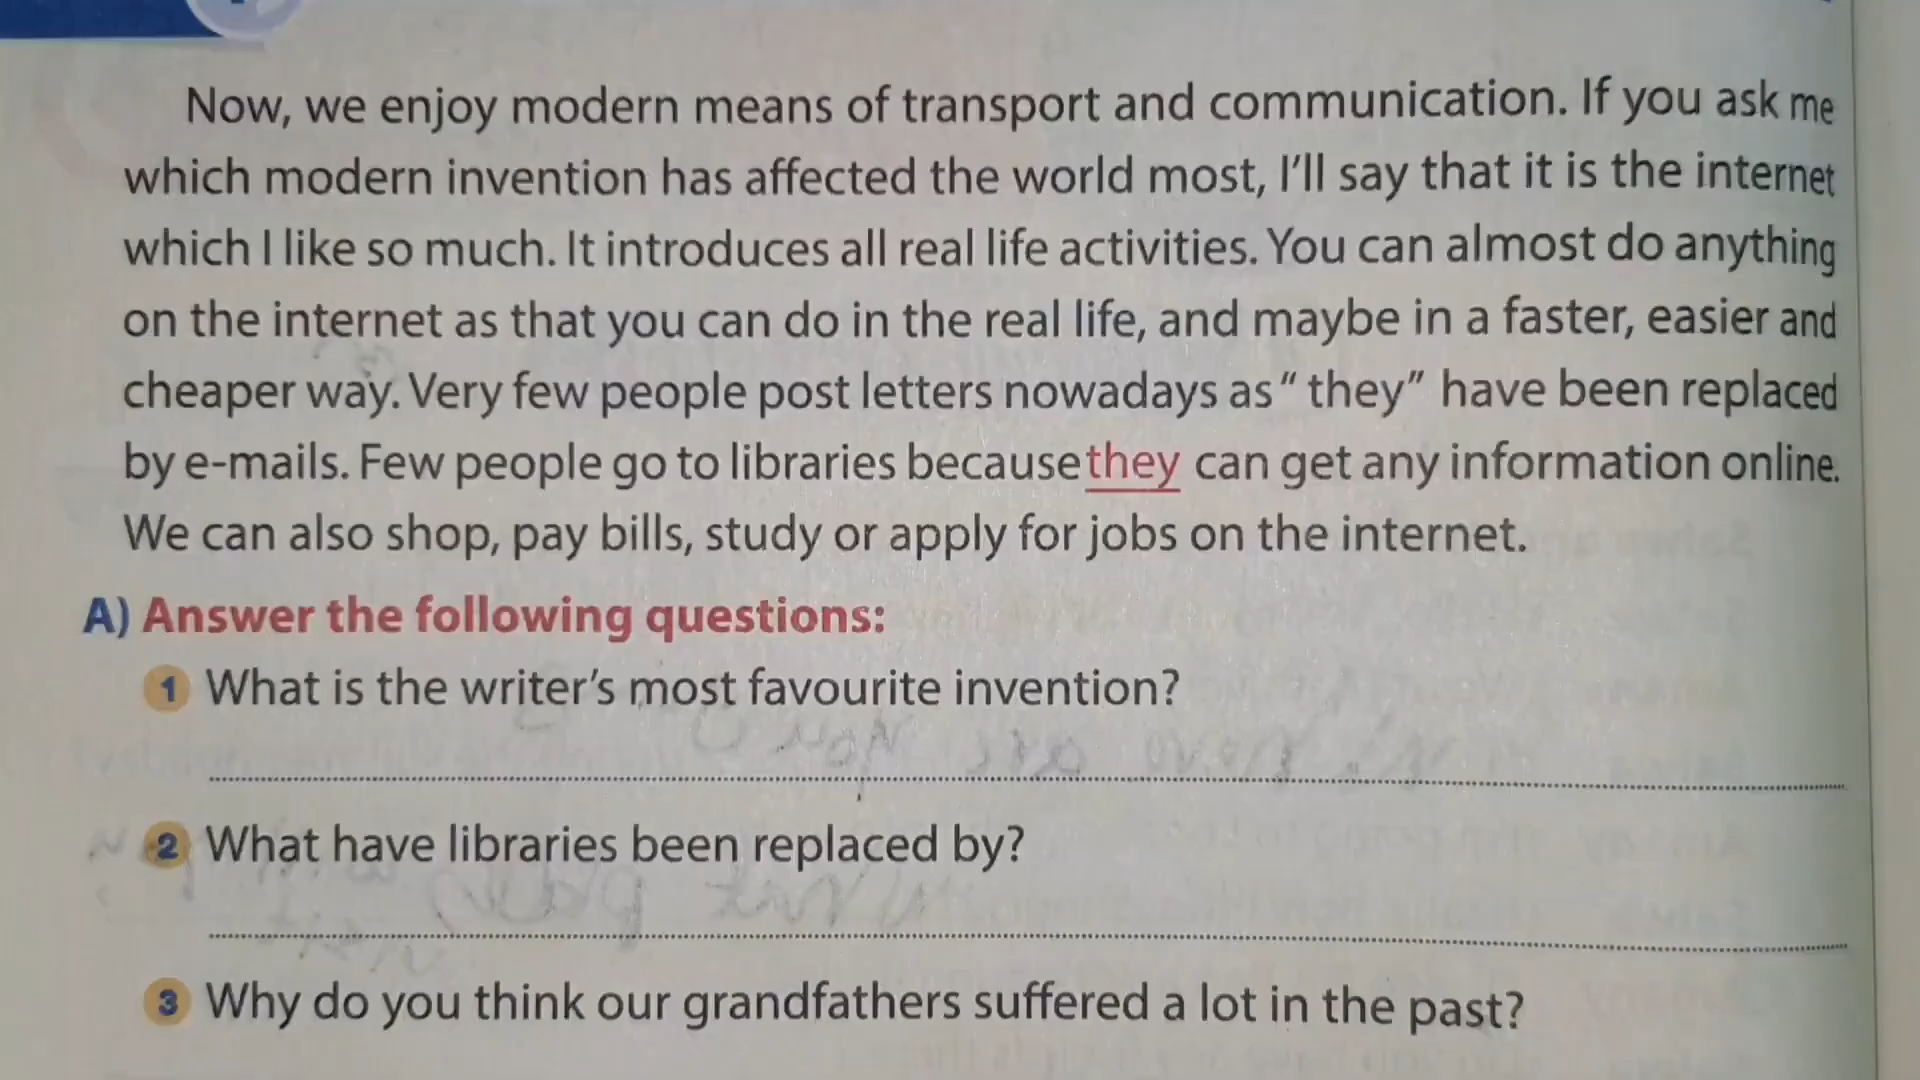 Now, we enjoy modern means of transport and communication. If you ask me
which modern invention has affected the world most, I'll say that it is the internet
which I like so much. It introduces all real life activities. You can almost do anything
on the internet as that you can do in the real life, and maybe in a faster, easier and
cheaper way. Very few people post letters nowadays as " they" have been replaced
by e-mails. Few people go to libraries because they can get any information online.
We can also shop, pay bills, study or apply for jobs on the internet.
A) Answer the following questions:
1 What is the writer's most favourite invention?
2 What have libraries been replaced by?
3 Why do you think our grandfathers suffered a lot in the past?